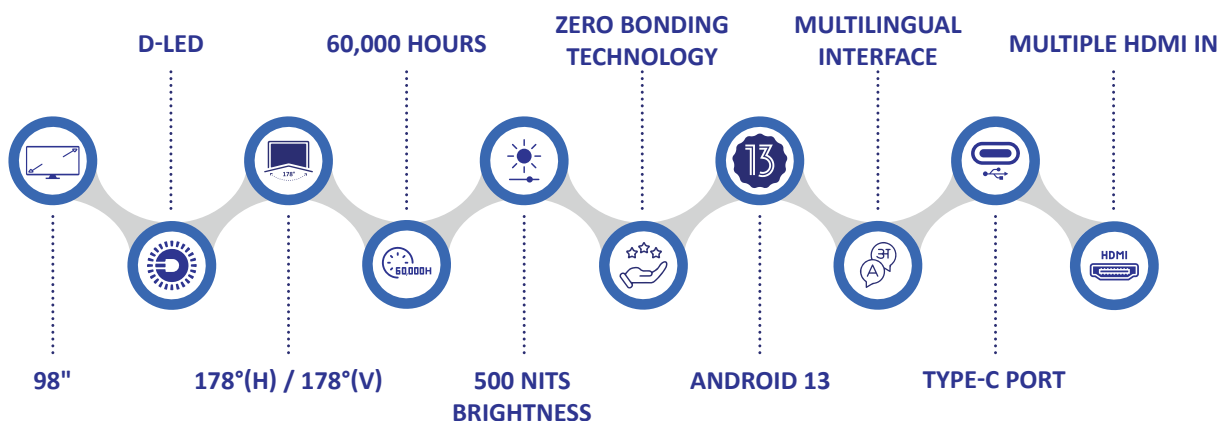 D-LED
60,000 HOURS
ZERO BONDING
TECHNOLOGY
MULTILINGUAL
INTERFACE
MULTIPLE HDMI IN
178°
13
60,000H
A
अ
HDMI
98"
178°(H) / 178°(V)
500 NITS
BRIGHTNESS
ANDROID 13
TYPE-C PORT